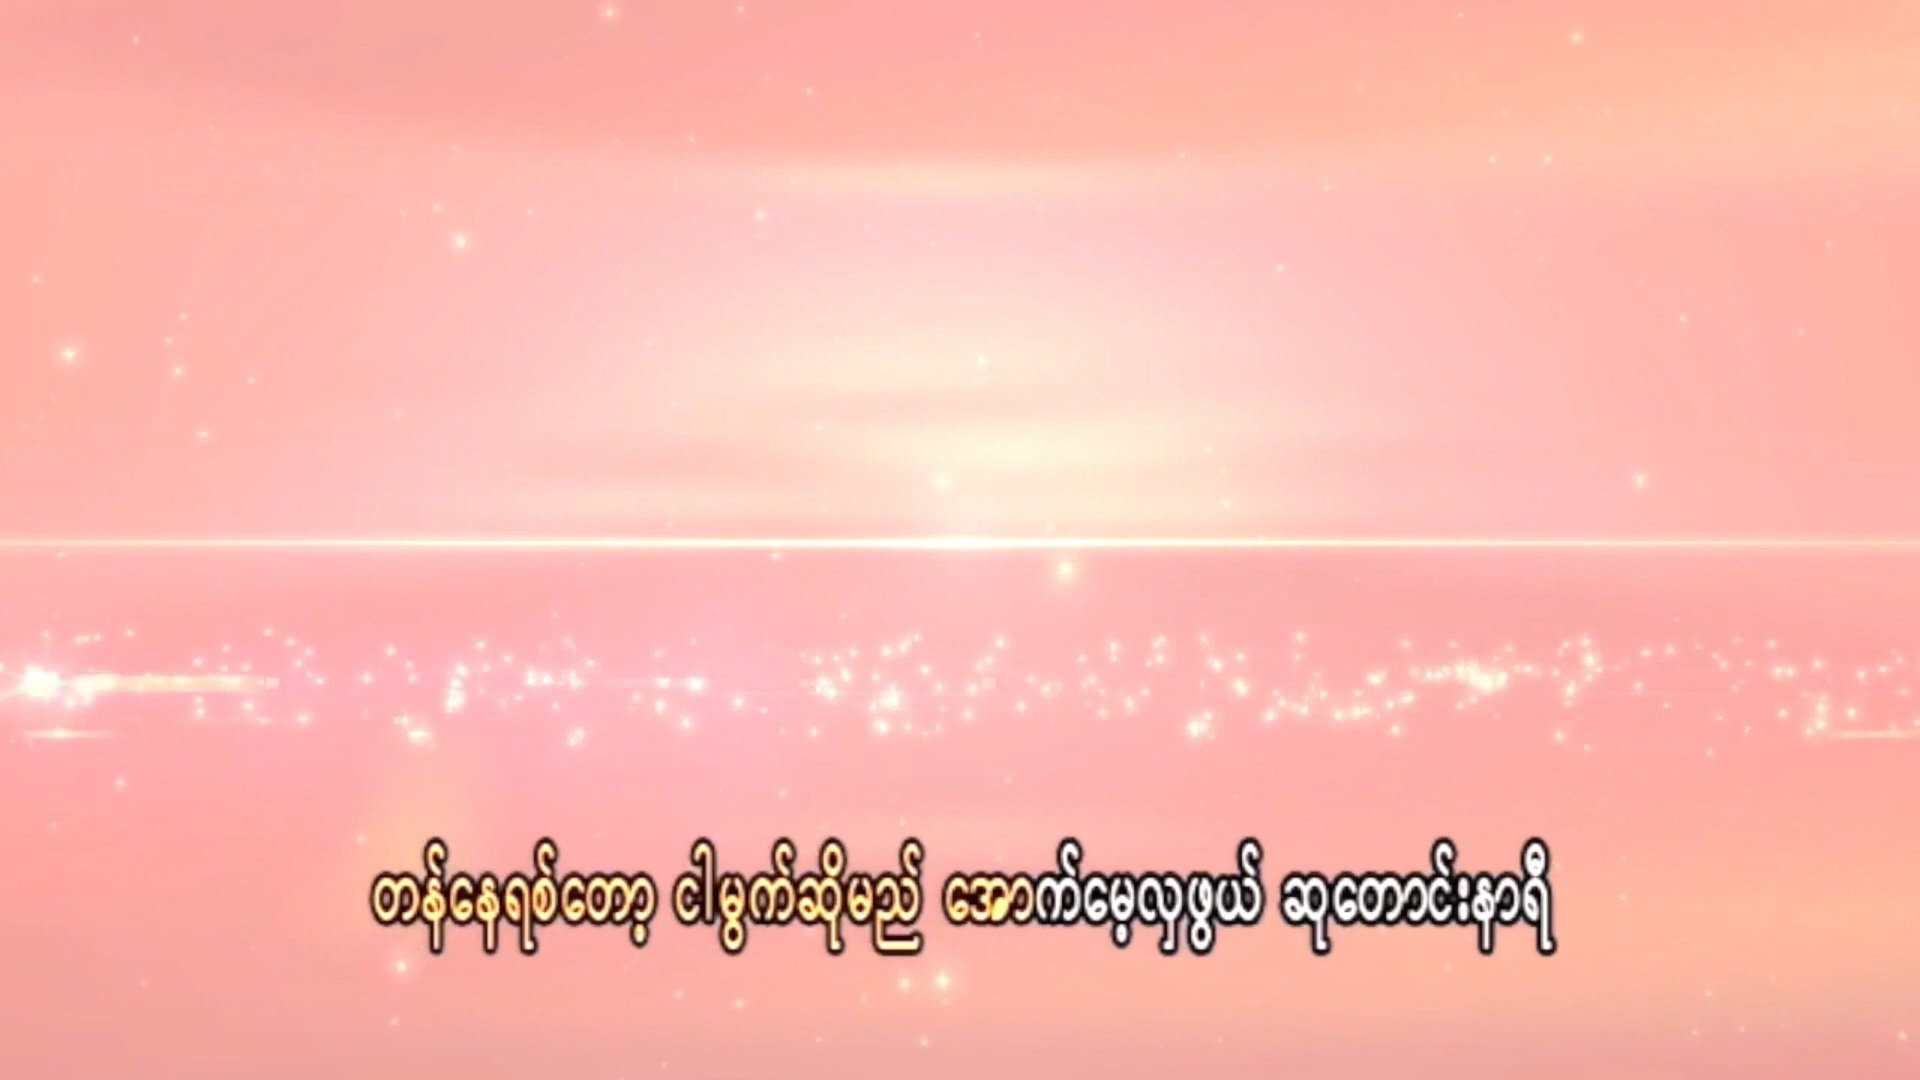 တန်နေရစ်တော့ ငါမွက်ဆိုမည် အောက်မေ့လှဖွယ် ဆုတောင်းနာရီ